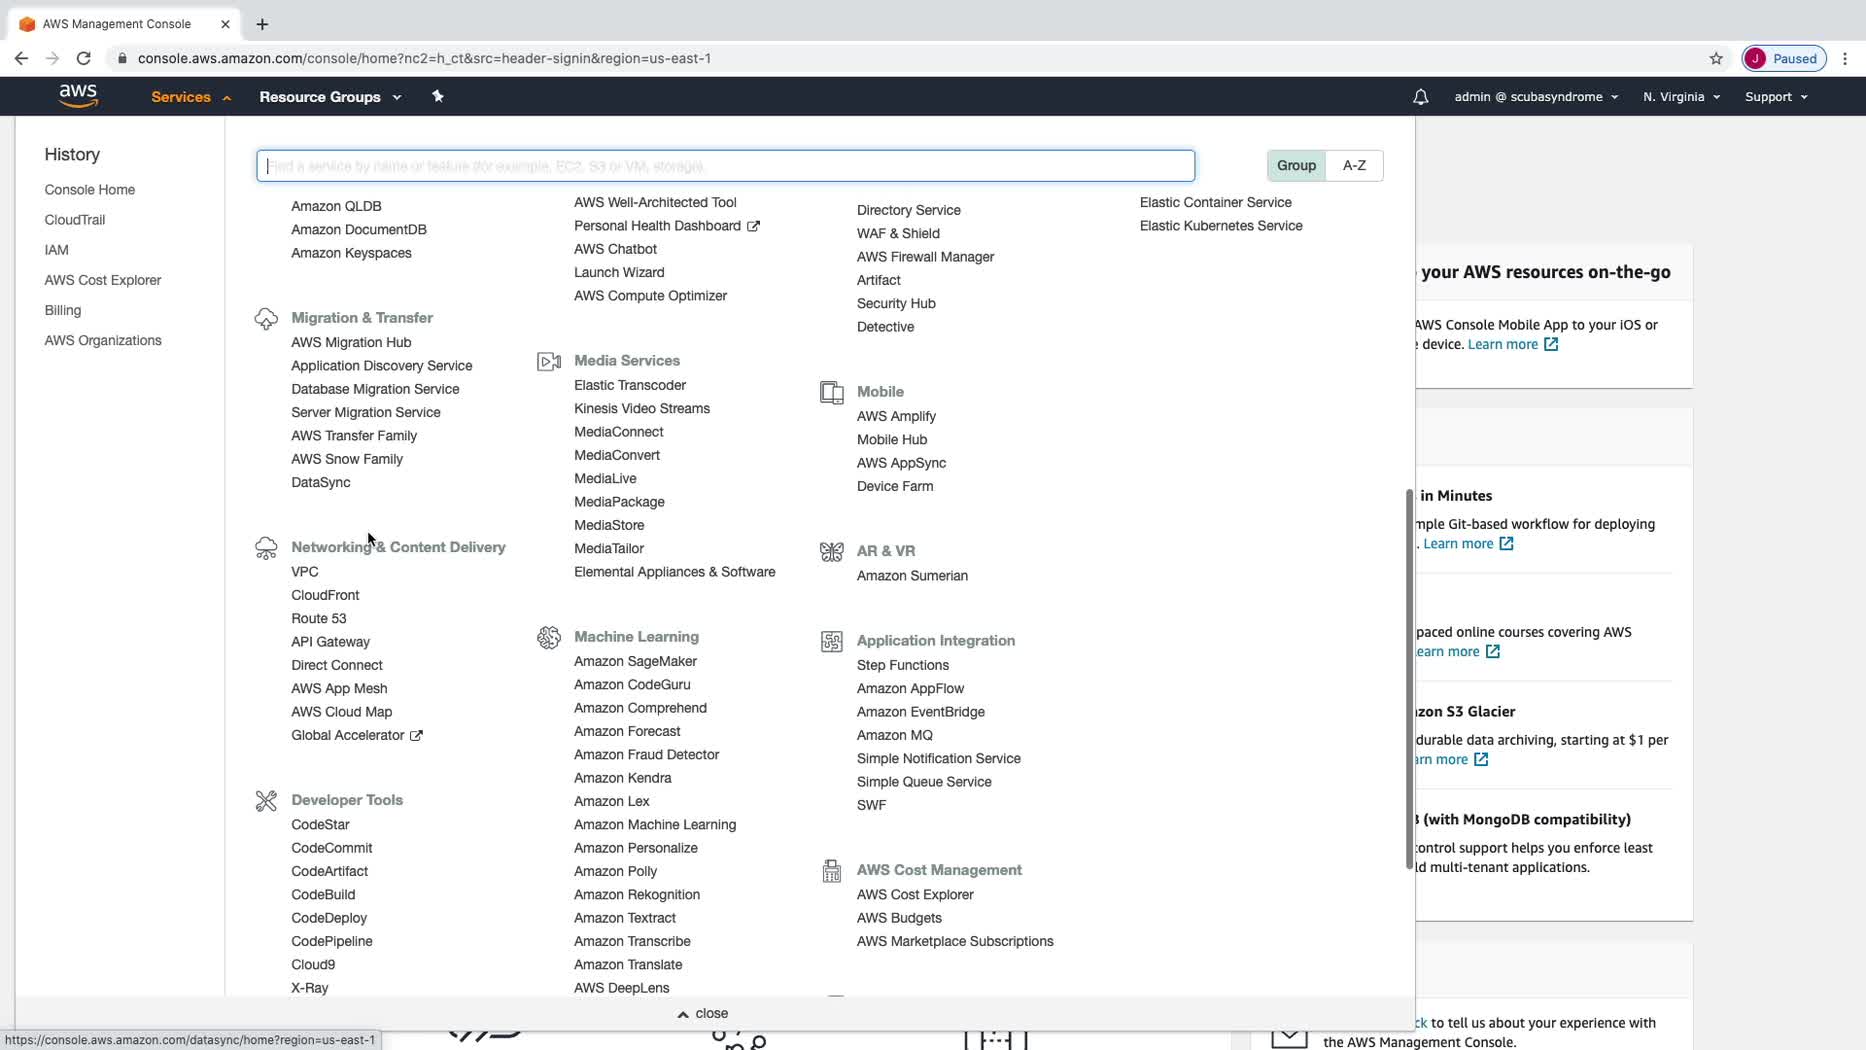 AWS Management Console
console.aws.amazon.com/console/home?nc2=h_ct&src=header-signin&region=us-east-1
J Paused
aws
Services
Resource Groups
admin @ scubasyndrome
N. Virginia
Support
History
Console Home
CloudTrail
IAM
AWS Cost Explorer
Billing
AWS Organizations
Find a service by name or feature (for example, EC2, S3 or VM, storage).
Group
A-Z
Amazon QLDB
Amazon DocumentDB
Amazon Keyspaces
Migration & Transfer
AWS Migration Hub
Application Discovery Service
Database Migration Service
Server Migration Service
AWS Transfer Family
AWS Snow Family
DataSync
Networking & Content Delivery
VPC
CloudFront
Route 53
API Gateway
Direct Connect
AWS App Mesh
AWS Cloud Map
Global Accelerator
Developer Tools
CodeStar
CodeCommit
CodeArtifact
CodeBuild
CodeDeploy
CodePipeline
Cloud9
X-Ray
AWS Well-Architected Tool
Personal Health Dashboard
AWS Chatbot
Launch Wizard
AWS Compute Optimizer
Media Services
Elastic Transcoder
Kinesis Video Streams
MediaConnect
MediaConvert
MediaLive
MediaPackage
MediaStore
MediaTailor
Elemental Appliances & Software
Machine Learning
Amazon SageMaker
Amazon CodeGuru
Amazon Comprehend
Amazon Forecast
Amazon Fraud Detector
Amazon Kendra
Amazon Lex
Amazon Machine Learning
Amazon Personalize
Amazon Polly
Amazon Rekognition
Amazon Textract
Amazon Transcribe
Amazon Translate
AWS DeepLens
Directory Service
WAF & Shield
AWS Firewall Manager
Artifact
Security Hub
Detective
Mobile
AWS Amplify
Mobile Hub
AWS AppSync
Device Farm
AR & VR
Amazon Sumerian
Application Integration
Step Functions
Amazon AppFlow
Amazon EventBridge
Amazon MQ
Simple Notification Service
Simple Queue Service
SWF
AWS Cost Management
AWS Cost Explorer
AWS Budgets
AWS Marketplace Subscriptions
Elastic Container Service
Elastic Kubernetes Service
close
your AWS resources on-the-go
AWS Console Mobile App to your iOS or
device. Learn more
in Minutes
mple Git-based workflow for deploying
. Learn more
paced online courses covering AWS
earn more
zon S3 Glacier
durable data archiving, starting at $1 per
arn more
(with MongoDB compatibility)
control support helps you enforce least
ld multi-tenant applications.
ck to tell us about your experience with
the AWS Management Console.
https://console.aws.amazon.com/datasync/home?region=us-east-1